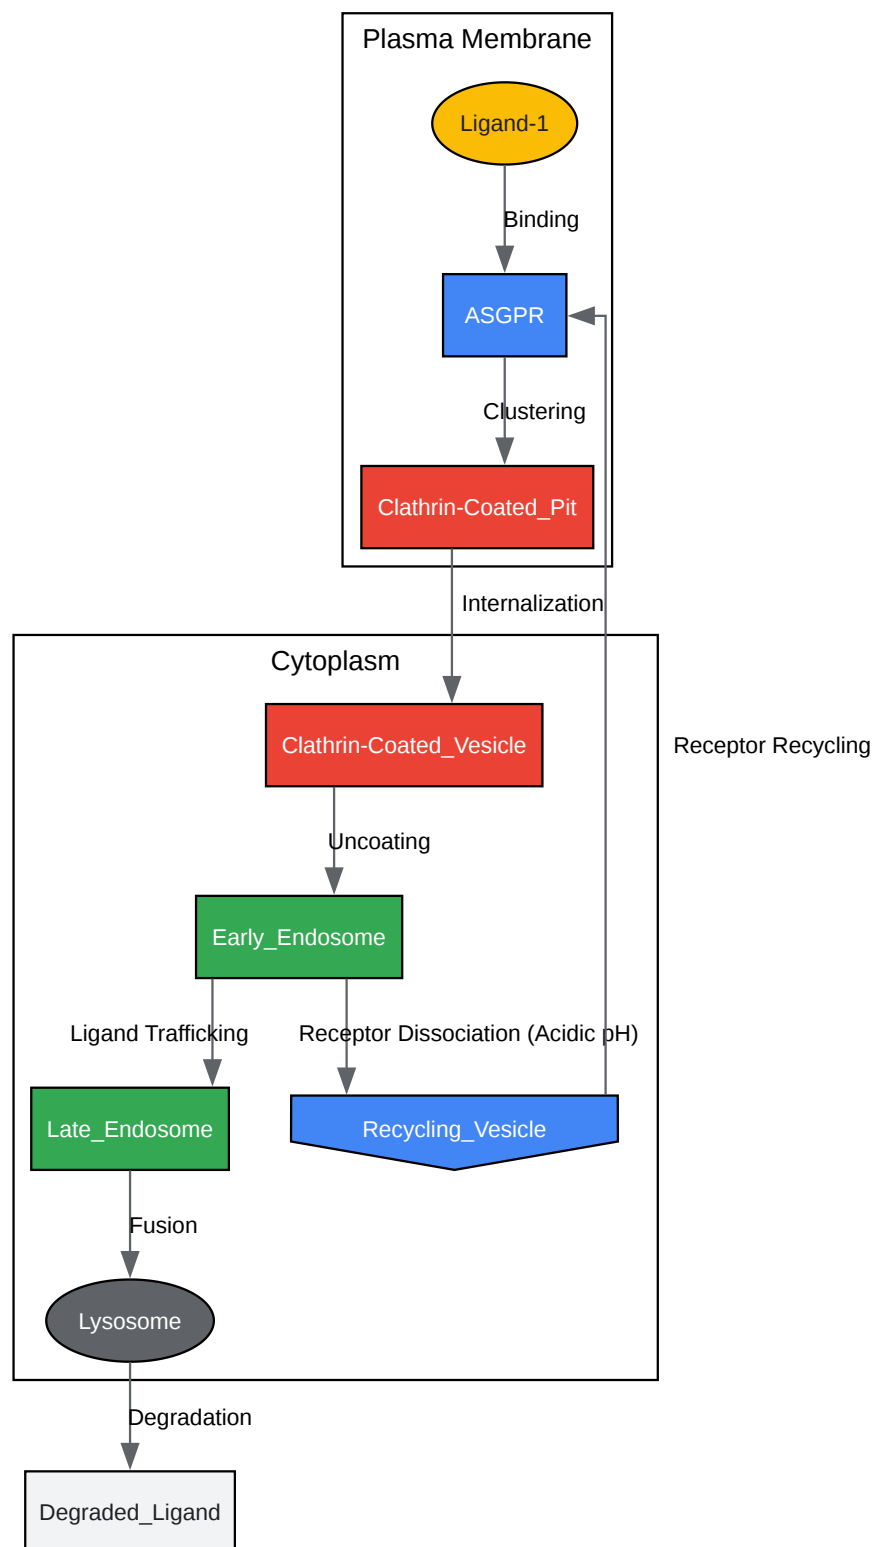 Plasma Membrane
Ligand-1
Binding
ASGPR
Clustering
Clathrin-Coated_Pit
Internalization
Cytoplasm
Clathrin-Coated_Vesicle
Receptor Recycling
Uncoating
Early_Endosome
Ligand Trafficking
Receptor Dissociation (Acidic pH)
Late_Endosome
Recycling_Vesicle
Fusion
Lysosome
Degradation
Degraded_Ligand